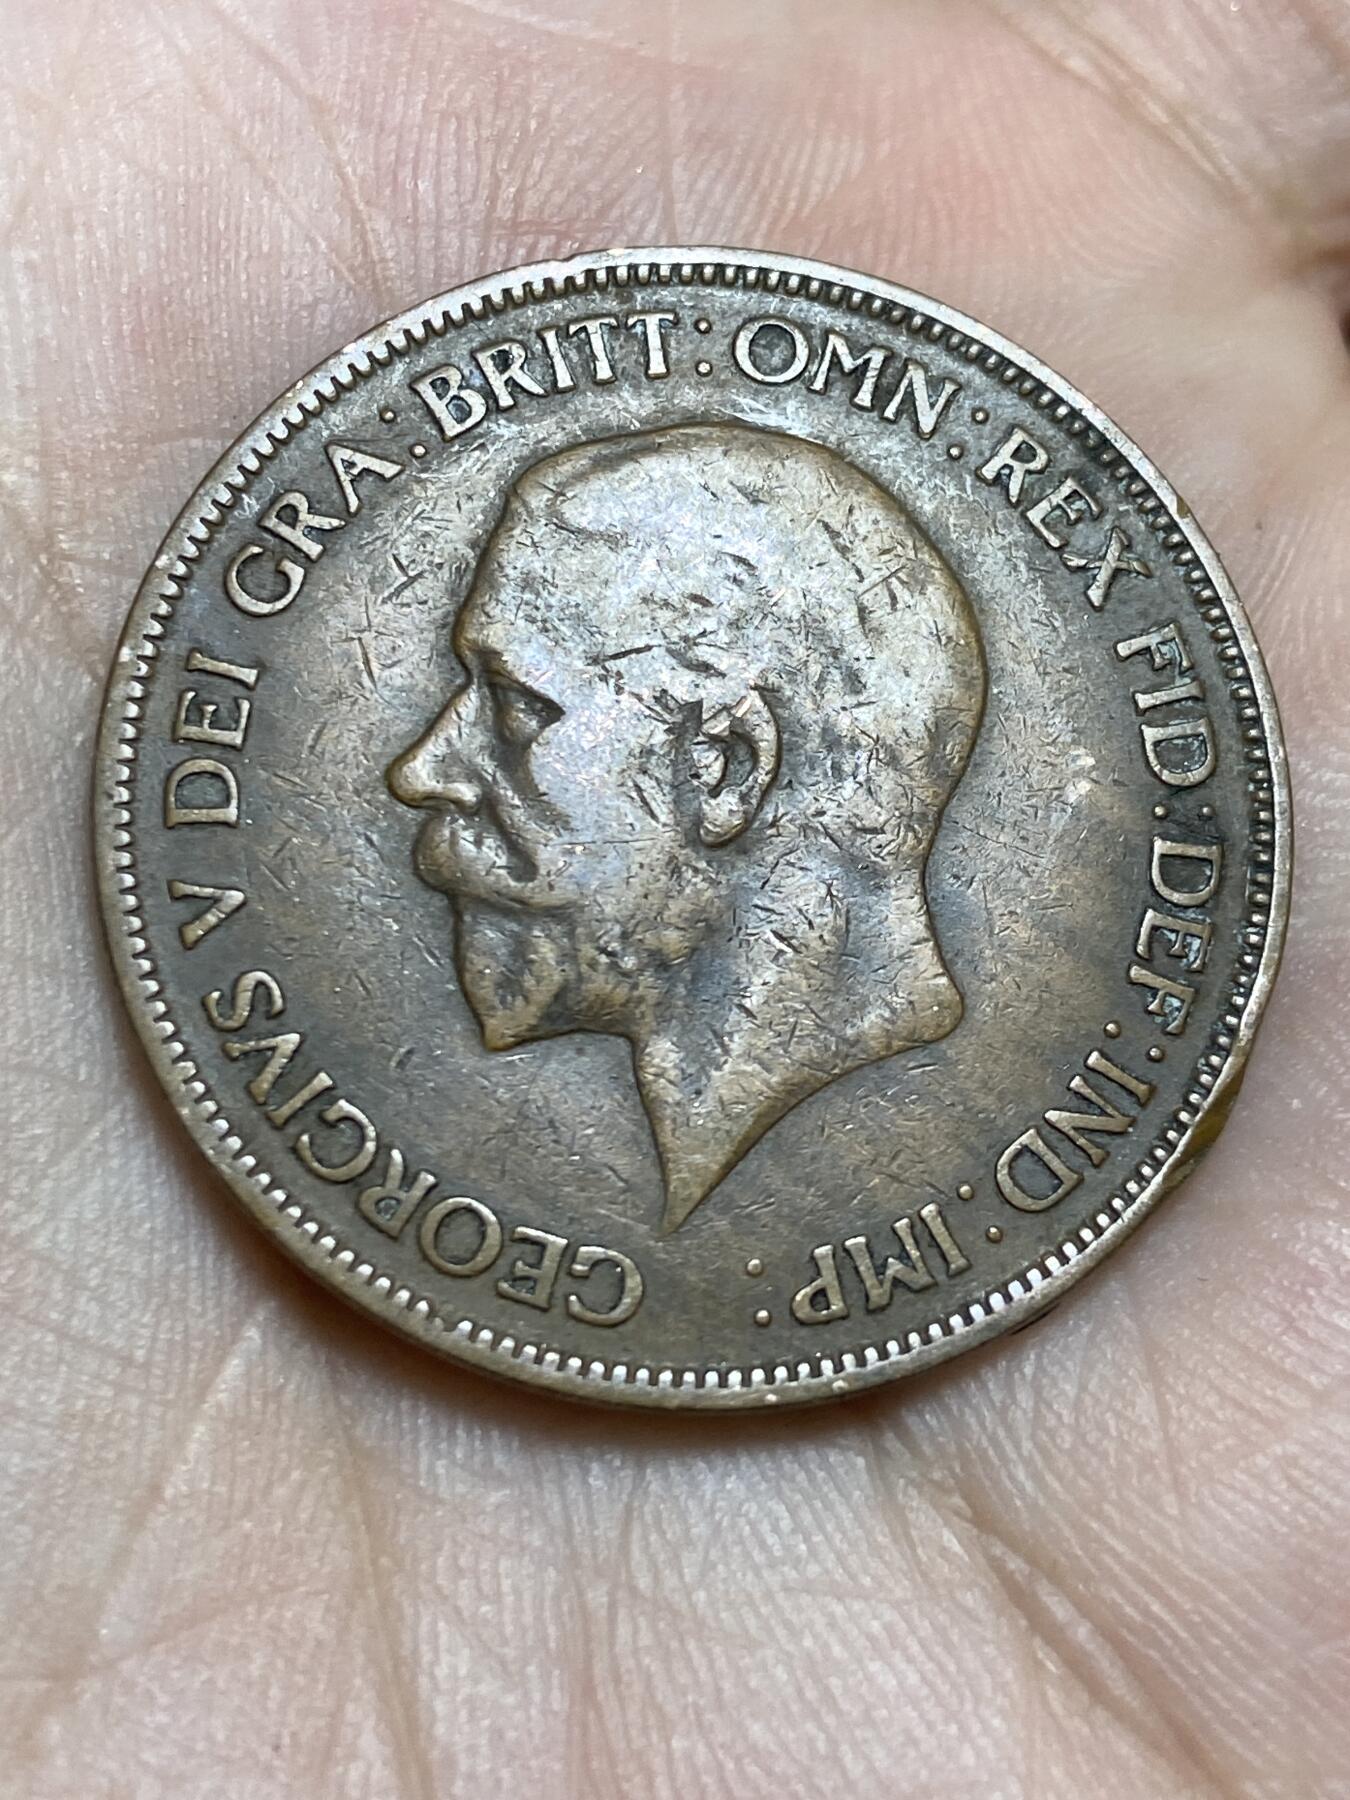 GEORGIVS V DEI GRA: BRITT: OMN: REX FID: DEF: IND: IMP: